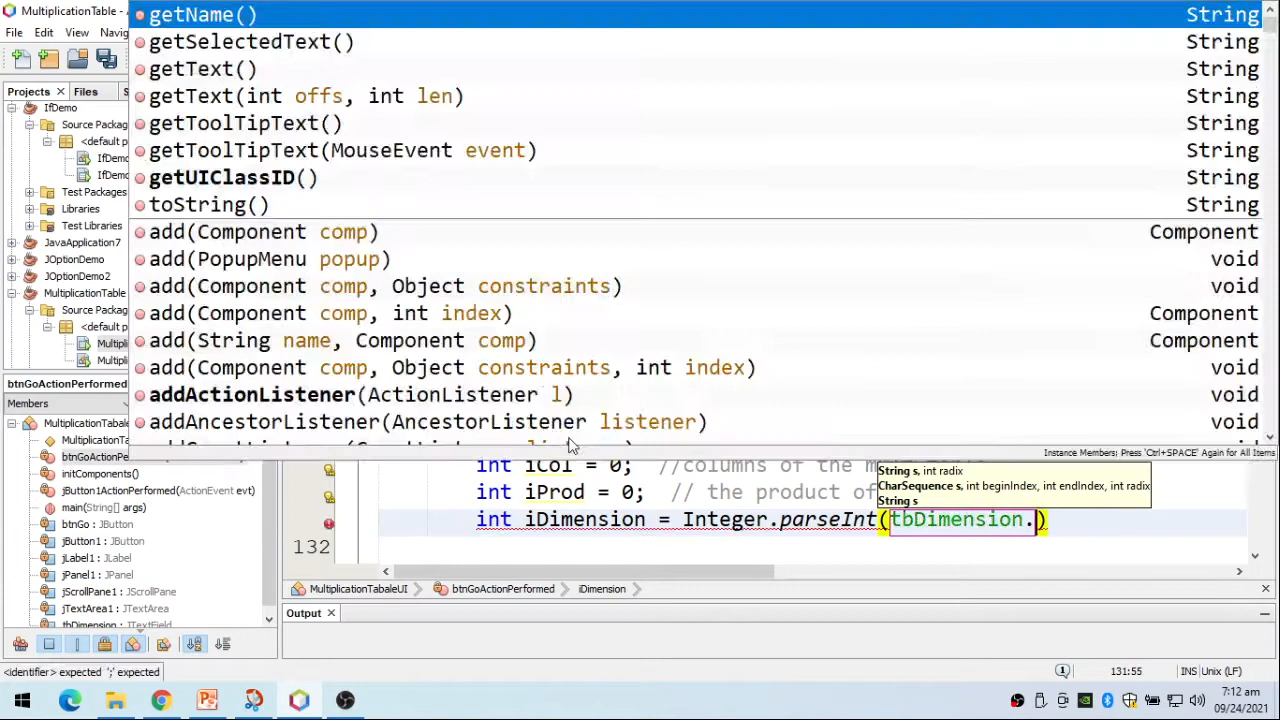 MultiplicationTable -
File Edit View Navig
Projects Files S
IfDemo
Source Packag
<default p
IfDemo
IfDemo
Test Packages
Libraries
Test Libraries
JavaApplication7
JOptionDemo
JOptionDemo2
MultiplicationTable
Source Packag
<default p
Multipl
Multipl
btnGoActionPerformed
Members
MultiplicationTabale
MultiplicationTa
btnGoActionPe
initComponents()
jButton1ActionPerformed(ActionEvent evt)
main(String[] args)
btnGo : JButton
jButton1 : JButton
jLabel1 : JLabel
jPanel1 : JPanel
jScrollPane1 : JScrollPane
jTextArea1 : JTextArea
tbDimension : JTextField
getName() String
getSelectedText() String
getText() String
getText(int offs, int len) String
getToolTipText() String
getToolTipText(MouseEvent event) String
getUIClassID() String
toString() String
add(Component comp) Component
add(PopupMenu popup) void
add(Component comp, Object constraints) void
add(Component comp, int index) Component
add(String name, Component comp) Component
add(Component comp, Object constraints, int index) void
addActionListener(ActionListener l) void
addAncestorListener(AncestorListener listener) void
Instance Members; Press 'Ctrl+SPACE' Again for All Items
int iCol = 0; //columns of the m
int iProd = 0; // the product of
int iDimension = Integer.parseInt(tbDimension.)
132
String s, int radix
CharSequence s, int beginIndex, int endIndex, int radix
String s
MultiplicationTabaleUI btnGoActionPerformed iDimension
Output
<identifier> expected ';' expected
1 131:55 INS Unix (LF)
7:12 am
09/24/2021